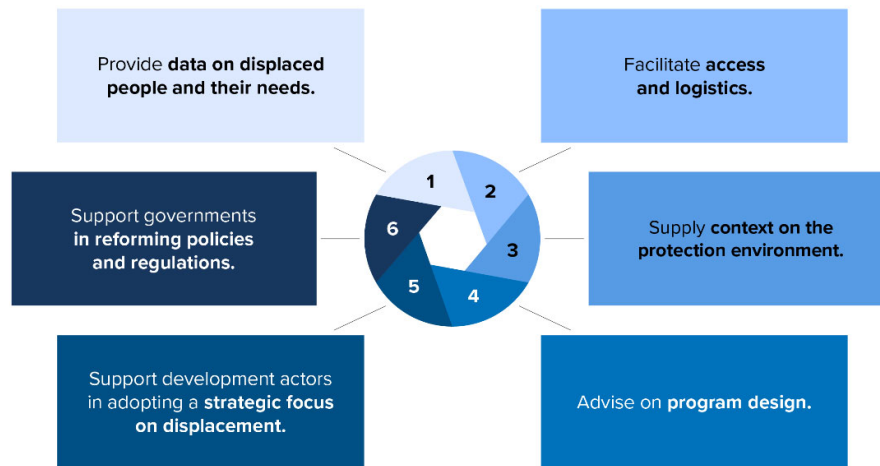 Provide data on displaced
people and their needs.
Facilitate access
and logistics.
1
2
Support governments
in reforming policies
and regulations.
6
3
Supply context on the
protection environment.
5
4
Support development actors
in adopting a strategic focus
on displacement.
Advise on program design.